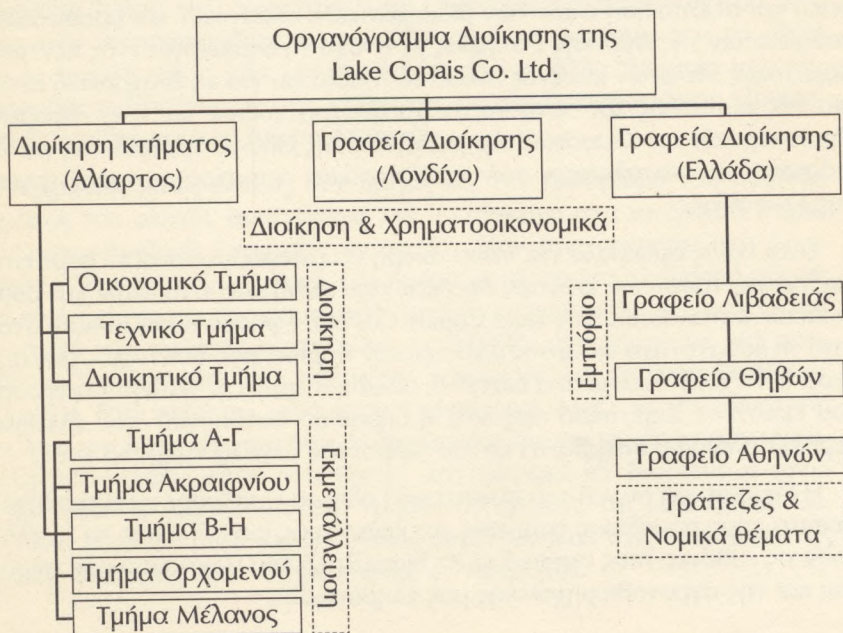 Οργανόγραμμα Διοίκησης της
Lake Copais Co. Ltd.
Διοίκηση κτήματος
(Αλίαρτος)
Γραφεία Διοίκησης
(Λονδίνο)
Γραφεία Διοίκησης
(Ελλάδα)
Διοίκηση & Χρηματοοικονομικά
Οικονομικό Τμήμα
Τεχνικό Τμήμα
Διοικητικό Τμήμα
Διοίκηση
Τμήμα Α-Γ
Τμήμα Ακραιφνίου
Τμήμα Β-Η
Τμήμα Ορχομενού
Τμήμα Μέλανος
Εκμετάλλευση
Εμπόριο
Γραφείο Λιβαδειάς
Γραφείο Θηβών
Γραφείο Αθηνών
Τράπεζες &
Νομικά θέματα